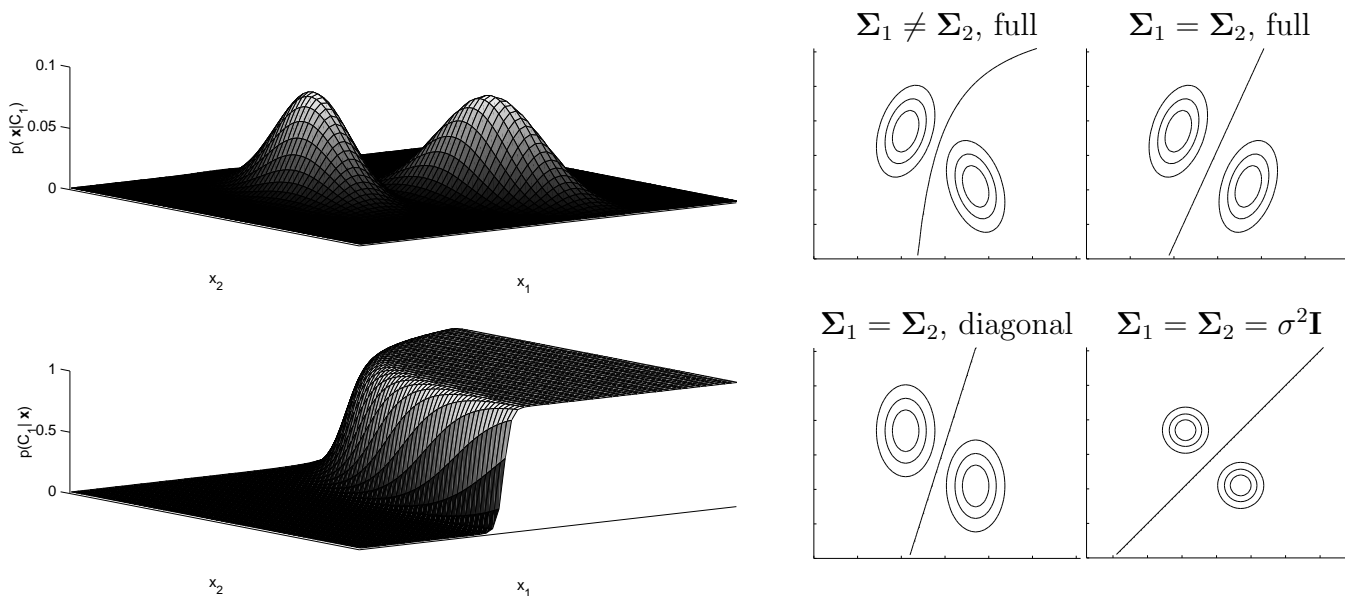 0.1
0.05
0
p( x|C₁)
x₂
x₁
1
0.5
0
p(C₁| x)
x₂
x₁
Σ₁ ≠ Σ₂, full
Σ₁ = Σ₂, full
Σ₁ = Σ₂, diagonal
Σ₁ = Σ₂ = σ²I